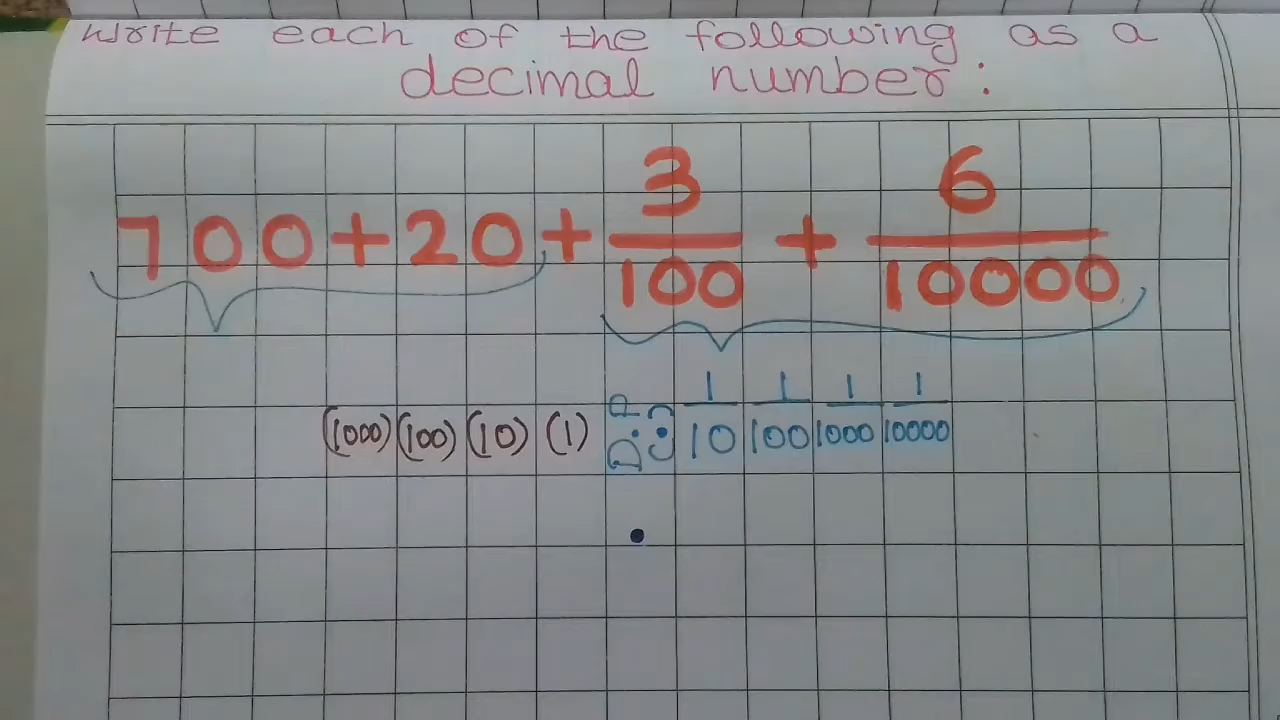 Write each of the following as a
decimal number:
700+20+3/100 + 6/10000
(1000) (100) (10) (1) D.P (.) 1/10 1/100 1/1000 1/10000
.